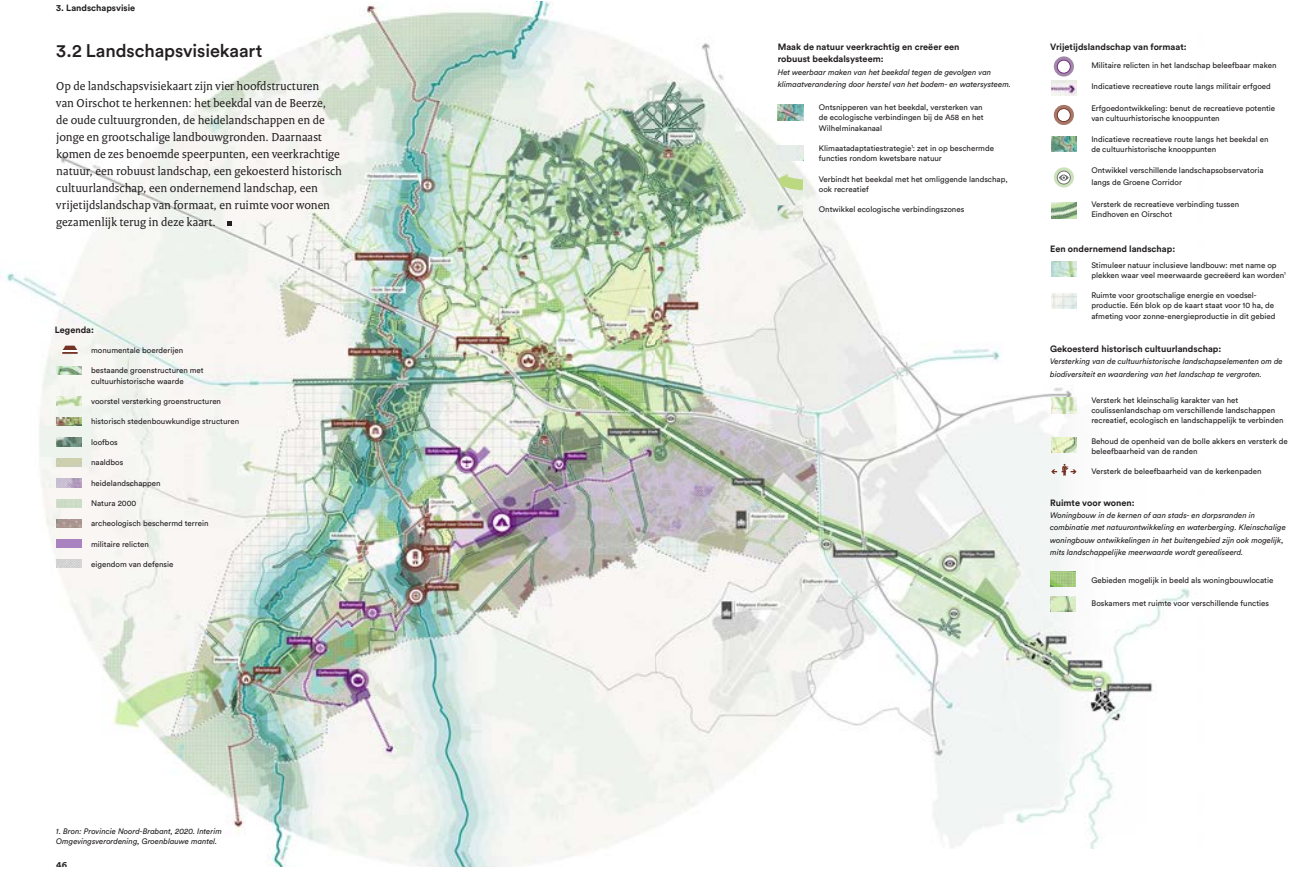 3. Landschapsvisie
3.2 Landschapsvisiekaart
Op de landschapsvisiekaart zijn vier hoofdstructuren
van Oirschot te herkennen: het beekdal van de Beerze,
de oude cultuurgronden, de heidelandschappen en de
jonge en grootschalige landbouwgronden. Daarnaast
komen de zes benoemde speerpunten, een veerkrachtige
natuur, een robuust landschap, een gekoesterd historisch
cultuurlandschap, een ondernemend landschap, een
vrijetijdslandschap van formaat, en ruimte voor wonen
gezamenlijk terug in deze kaart. ■
Legenda:
monumentale boerderijen
bestaande groenstructuren met
cultuurhistorische waarde
voorstel versterking groenstructuren
historisch stedenbouwkundige structuren
loofbos
naaldbos
heidelandschappen
Natura 2000
archeologisch beschermd terrein
militaire relicten
eigendom van defensie
1. Bron: Provincie Noord-Brabant, 2020. Interim
Omgevingsverordening, Groenblauwe mantel.
46
Maak de natuur veerkrachtig en creëer een
robuust beekdalsysteem:
Het weerbaar maken van het beekdal tegen de gevolgen van
klimaatverandering door herstel van het bodem- en watersysteem.
Ontsnipperen van het beekdal, versterken van
de ecologische verbindingen bij de A58 en het
Wilhelminakanaal
Klimaatadaptatiestrategie¹: zet in op beschermde
functies rondom kwetsbare natuur
Verbindt het beekdal met het omliggende landschap,
ook recreatief
Ontwikkel ecologische verbindingszones
Vrijetijdslandschap van formaat:
Militaire relicten in het landschap beleefbaar maken
Indicatieve recreatieve route langs militair erfgoed
Erfgoedontwikkeling: benut de recreatieve potentie
van cultuurhistorische knooppunten
Indicatieve recreatieve route langs het beekdal en
de cultuurhistorische knooppunten
Ontwikkel verschillende landschapsobservatoria
langs de Groene Corridor
Versterk de recreatieve verbinding tussen
Eindhoven en Oirschot
Een ondernemend landschap:
Stimuleer natuur inclusieve landbouw: met name op
plekken waar veel meerwaarde gecreëerd kan worden¹
Ruimte voor grootschalige energie en voedsel-
productie. Eén blok op de kaart staat voor 10 ha, de
afmeting voor zonne-energieproductie in dit gebied
Gekoesterd historisch cultuurlandschap:
Versterking van de cultuurhistorische landschapselementen om de
biodiversiteit en waardering van het landschap te vergroten.
Versterk het kleinschalig karakter van het
coulissenlandschap om verschillende landschappen
recreatief, ecologisch en landschappelijk te verbinden
Behoud de openheid van de bolle akkers en versterk de
beleefbaarheid van de randen
Versterk de beleefbaarheid van de kerkenpaden
Ruimte voor wonen:
Woningbouw in de kernen of aan stads- en dorpsranden in
combinatie met natuurontwikkeling en waterberging. Kleinschalige
woningbouw ontwikkelingen in het buitengebied zijn ook mogelijk,
mits landschappelijke meerwaarde wordt gerealiseerd.
Gebieden mogelijk in beeld als woningbouwlocatie
Boskamers met ruimte voor verschillende functies
Eindhoven Airport
Vliegbasis Eindhoven
Eindhoven Centrum